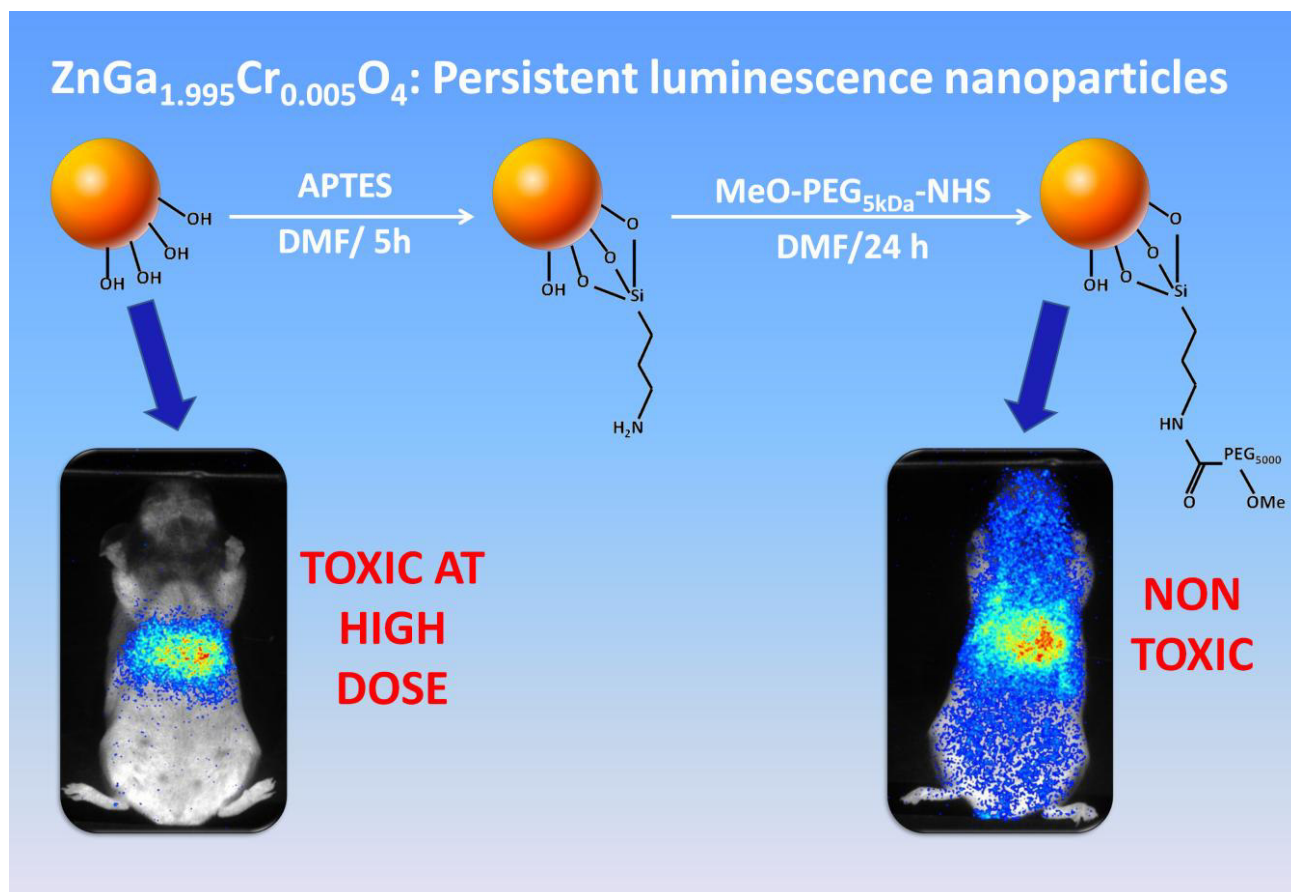 ZnGa₁.₉₉₅Cr₀.₀₀₅O₄: Persistent luminescence nanoparticles
OH
OH
OH
OH
OH
APTES
DMF/ 5h
O
O
O
OH
Si
H₂N
MeO-PEG₅ₖDₐ-NHS
DMF/24 h
O
O
O
OH
Si
HN
PEG₅₀₀₀
O
OMe
TOXIC AT
HIGH
DOSE
NON
TOXIC